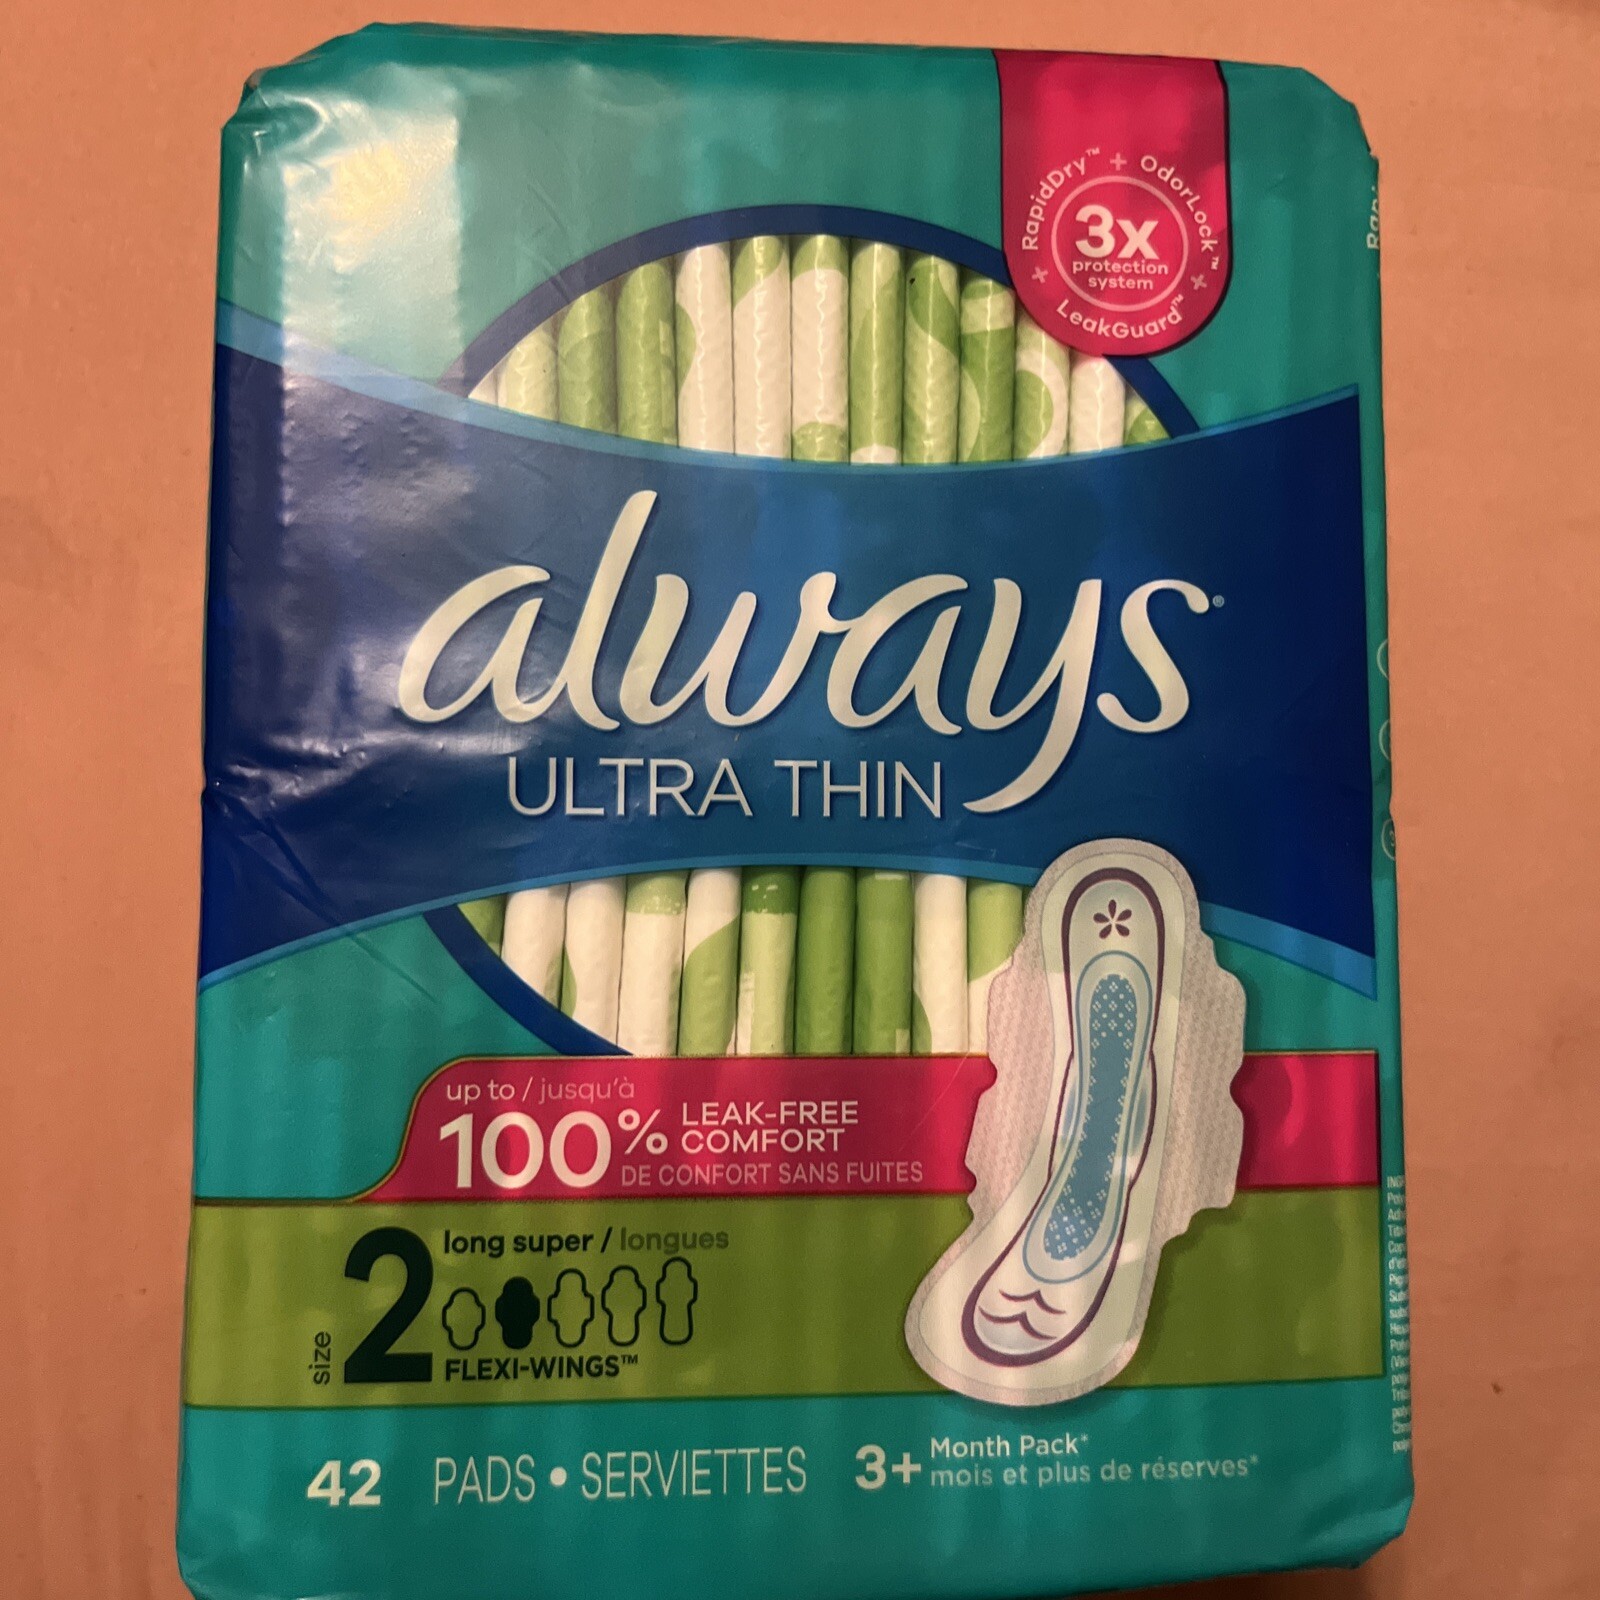 RapidDry™ + OdorLock™ + LeakGuard™ +
3x
protection
system
always®
ULTRA THIN
up to / jusqu'à
100% LEAK-FREE
COMFORT
DE CONFORT SANS FUITES
size 2
long super / longues
FLEXI-WINGS™
42 PADS • SERVIETTES
3+ Month Pack*
mois et plus de réserves*